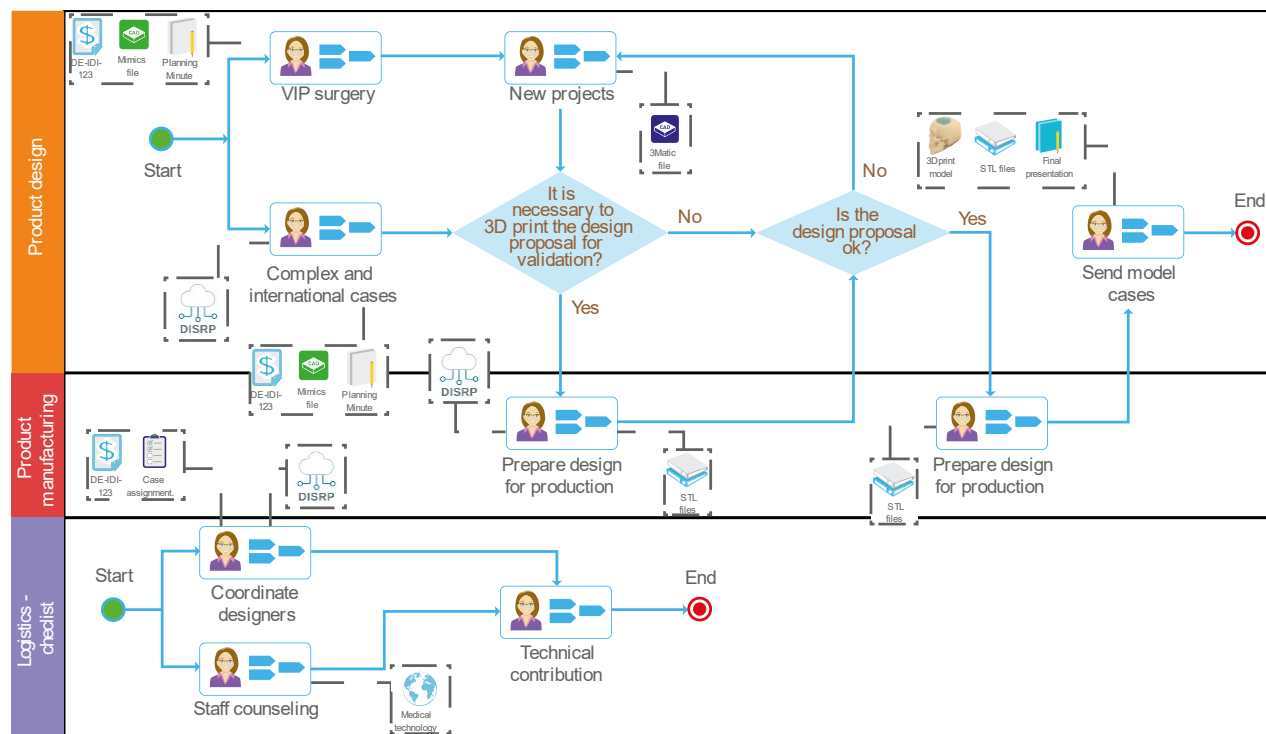 Product design
DE-IDI-
123
Mimics
file
Planning
Minute
VIP surgery
New projects
3Matic
file
Start
3Dprint
model
STL files
Final
presentation
It is
necessary to
3D print the design
proposal for
validation?
No
Yes
Is the
design proposal
ok?
No
Yes
End
Send model
cases
Complex and
international cases
DISRP
DE-IDI-
123
Mimics
file
Planning
Minute
DISRP
Product
manufacturing
DE-IDI-
123
Case
assignment.
DISRP
Prepare design
for production
STL
files
STL
files
Prepare design
for production
Logistics -
dheclist
Start
Coordinate
designers
Staff counseling
Medical
technology
Technical
contribution
End